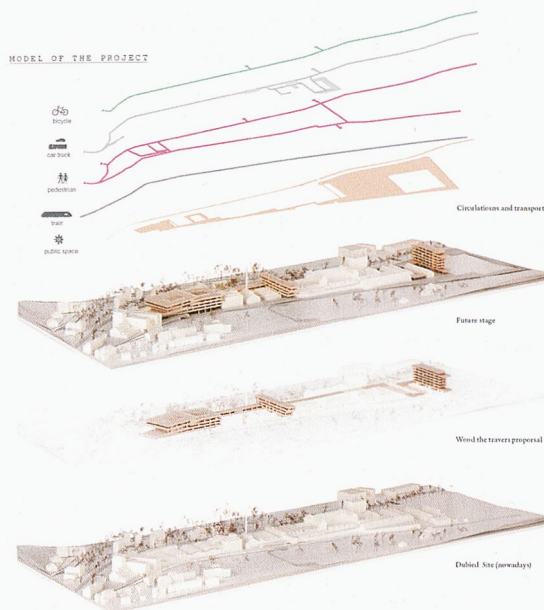 MODEL OF THE PROJECT
bicycle
car truck
pedestrian
train
public space
Circulations and transport
Future stage
Wood the travers proporsal
Dubied Site (nowadays)